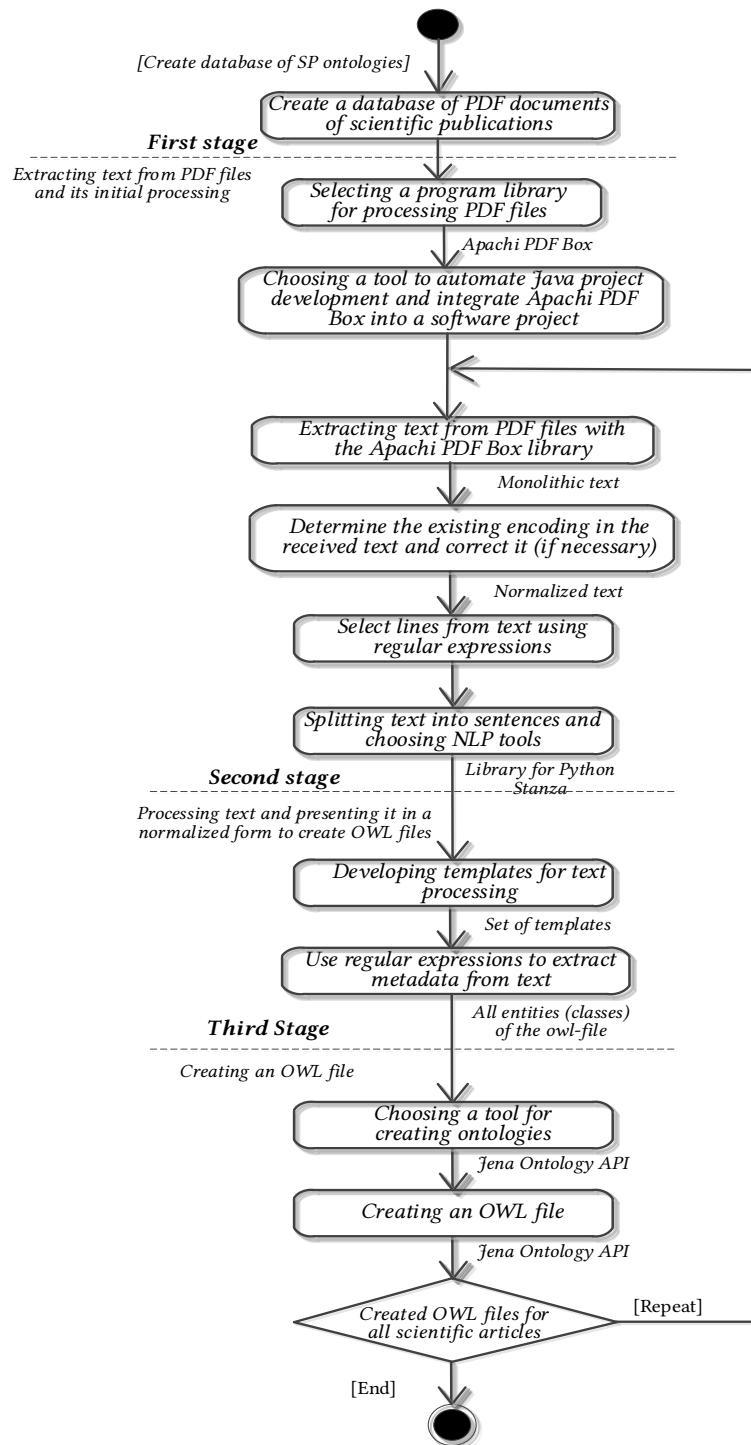 [Create database of SP ontologies]
Create a database of PDF documents
of scientific publications
First stage
Extracting text from PDF files
and its initial processing
Selecting a program library
for processing PDF files
Apachi PDF Box
Choosing a tool to automate Java project
development and integrate Apachi PDF
Box into a software project
Extracting text from PDF files with
the Apachi PDF Box library
Monolithic text
Determine the existing encoding in the
received text and correct it (if necessary)
Normalized text
Select lines from text using
regular expressions
Splitting text into sentences and
choosing NLP tools
Library for Python
Stanza
Second stage
Processing text and presenting it in a
normalized form to create OWL files
Developing templates for text
processing
Set of templates
Use regular expressions to extract
metadata from text
All entities (classes)
of the owl-file
Third Stage
Creating an OWL file
Choosing a tool for
creating ontologies
Jena Ontology API
Creating an OWL file
Jena Ontology API
Created OWL files for
all scientific articles
[Repeat]
[End]